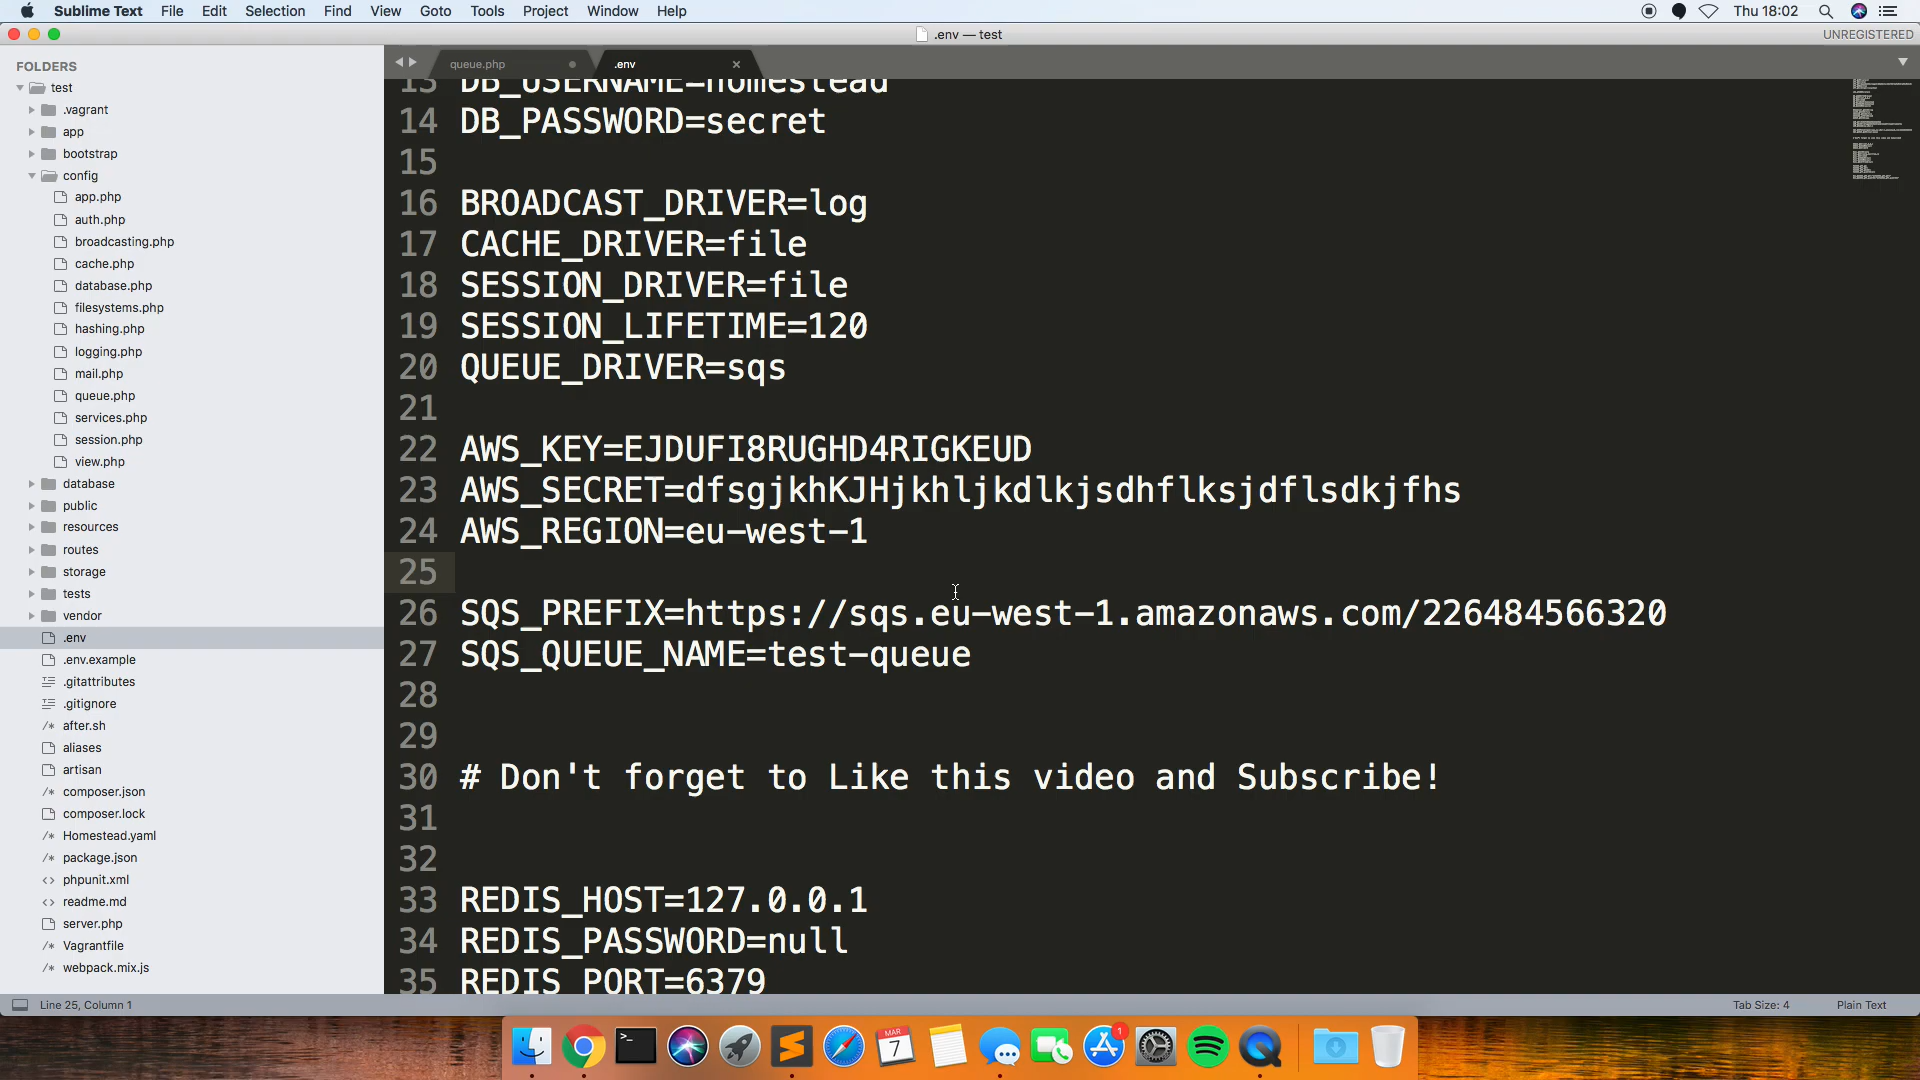 Sublime Text File Edit Selection Find View Goto Tools Project Window Help Thu 18:02
.env — test UNREGISTERED
FOLDERS
test
.vagrant
app
bootstrap
config
app.php
auth.php
broadcasting.php
cache.php
database.php
filesystems.php
hashing.php
logging.php
mail.php
queue.php
services.php
session.php
view.php
database
public
resources
routes
storage
tests
vendor
.env
.env.example
.gitattributes
.gitignore
after.sh
aliases
artisan
composer.json
composer.lock
Homestead.yaml
package.json
phpunit.xml
readme.md
server.php
Vagrantfile
webpack.mix.js
queue.php .env
13 DB_USERNAME=homestead
14 DB_PASSWORD=secret
15
16 BROADCAST_DRIVER=log
17 CACHE_DRIVER=file
18 SESSION_DRIVER=file
19 SESSION_LIFETIME=120
20 QUEUE_DRIVER=sqs
21
22 AWS_KEY=EJDUFI8RUGHD4RIGKEUD
23 AWS_SECRET=dfsgjkhKJHjkhljkdlkjsdhflksjdflsdkjfhs
24 AWS_REGION=eu-west-1
25
26 SQS_PREFIX=https://sqs.eu-west-1.amazonaws.com/226484566320
27 SQS_QUEUE_NAME=test-queue
28
29
30 # Don't forget to Like this video and Subscribe!
31
32
33 REDIS_HOST=127.0.0.1
34 REDIS_PASSWORD=null
35 REDIS_PORT=6379
Line 25, Column 1 Tab Size: 4 Plain Text
MAR
7
1